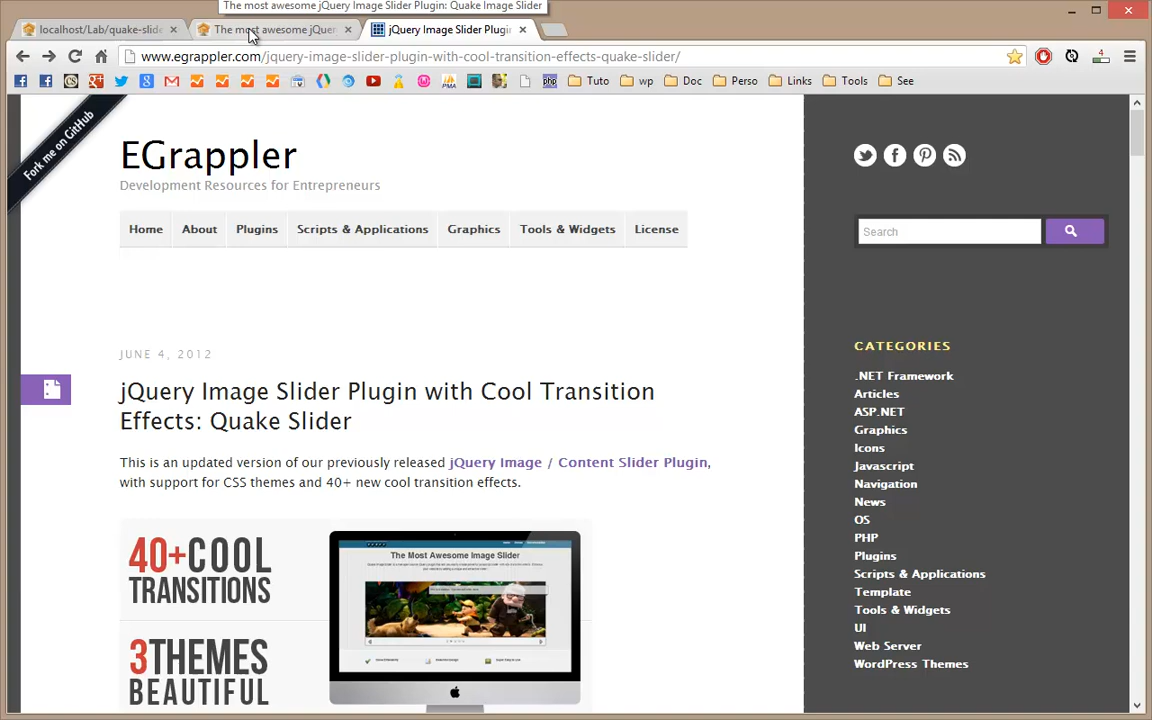 The most awesome jQuery Image Slider Plugin: Quake Image Slider
localhost/Lab/quake-slide
The most awesome jQuery
jQuery Image Slider Plugin
www.egrappler.com/jquery-image-slider-plugin-with-cool-transition-effects-quake-slider/
4
PMA
php
Tuto
wp
Doc
Perso
Links
Tools
See
Fork me on GitHub
EGrappler
Development Resources for Entrepreneurs
Home
About
Plugins
Scripts & Applications
Graphics
Tools & Widgets
License
Search
JUNE 4, 2012
jQuery Image Slider Plugin with Cool Transition
Effects: Quake Slider
This is an updated version of our previously released jQuery Image / Content Slider Plugin,
with support for CSS themes and 40+ new cool transition effects.
40+COOL
TRANSITIONS
3THEMES
BEAUTIFUL
The Most Awesome Image Slider
CATEGORIES
.NET Framework
Articles
ASP.NET
Graphics
Icons
Javascript
Navigation
News
OS
PHP
Plugins
Scripts & Applications
Template
Tools & Widgets
UI
Web Server
WordPress Themes